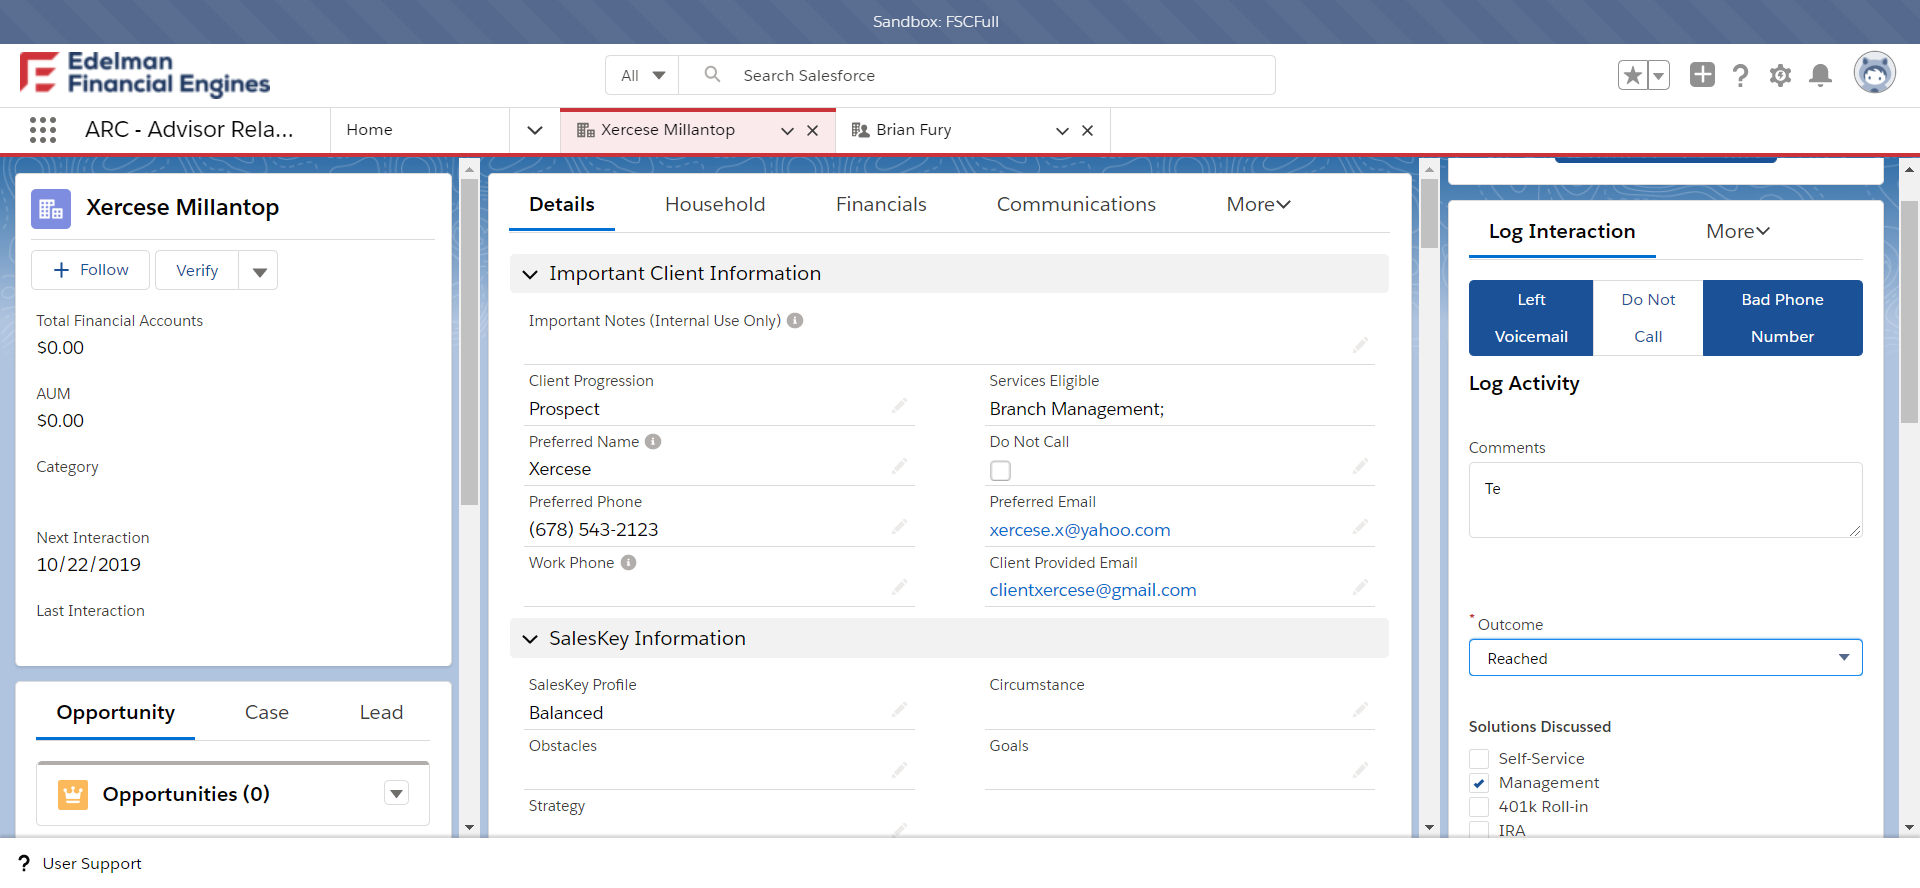 Sandbox: FSCFull
Edelman
Financial Engines
All
Search Salesforce
ARC - Advisor Rela...
Home
Xercese Millantop
Brian Fury
Xercese Millantop
Follow
Verify
Total Financial Accounts
$0.00
AUM
$0.00
Category
Next Interaction
10/22/2019
Last Interaction
Opportunity
Case
Lead
Opportunities (0)
Details
Household
Financials
Communications
More
Important Client Information
Important Notes (Internal Use Only)
Client Progression
Prospect
Services Eligible
Branch Management;
Preferred Name
Xercese
Do Not Call
Preferred Phone
(678) 543-2123
Preferred Email
xercese.x@yahoo.com
Work Phone
Client Provided Email
clientxercese@gmail.com
SalesKey Information
SalesKey Profile
Balanced
Circumstance
Obstacles
Goals
Strategy
Log Interaction
More
Left
Voicemail
Do Not
Call
Bad Phone
Number
Log Activity
Comments
Te
* Outcome
Reached
Solutions Discussed
Self-Service
Management
401k Roll-in
IRA
? User Support